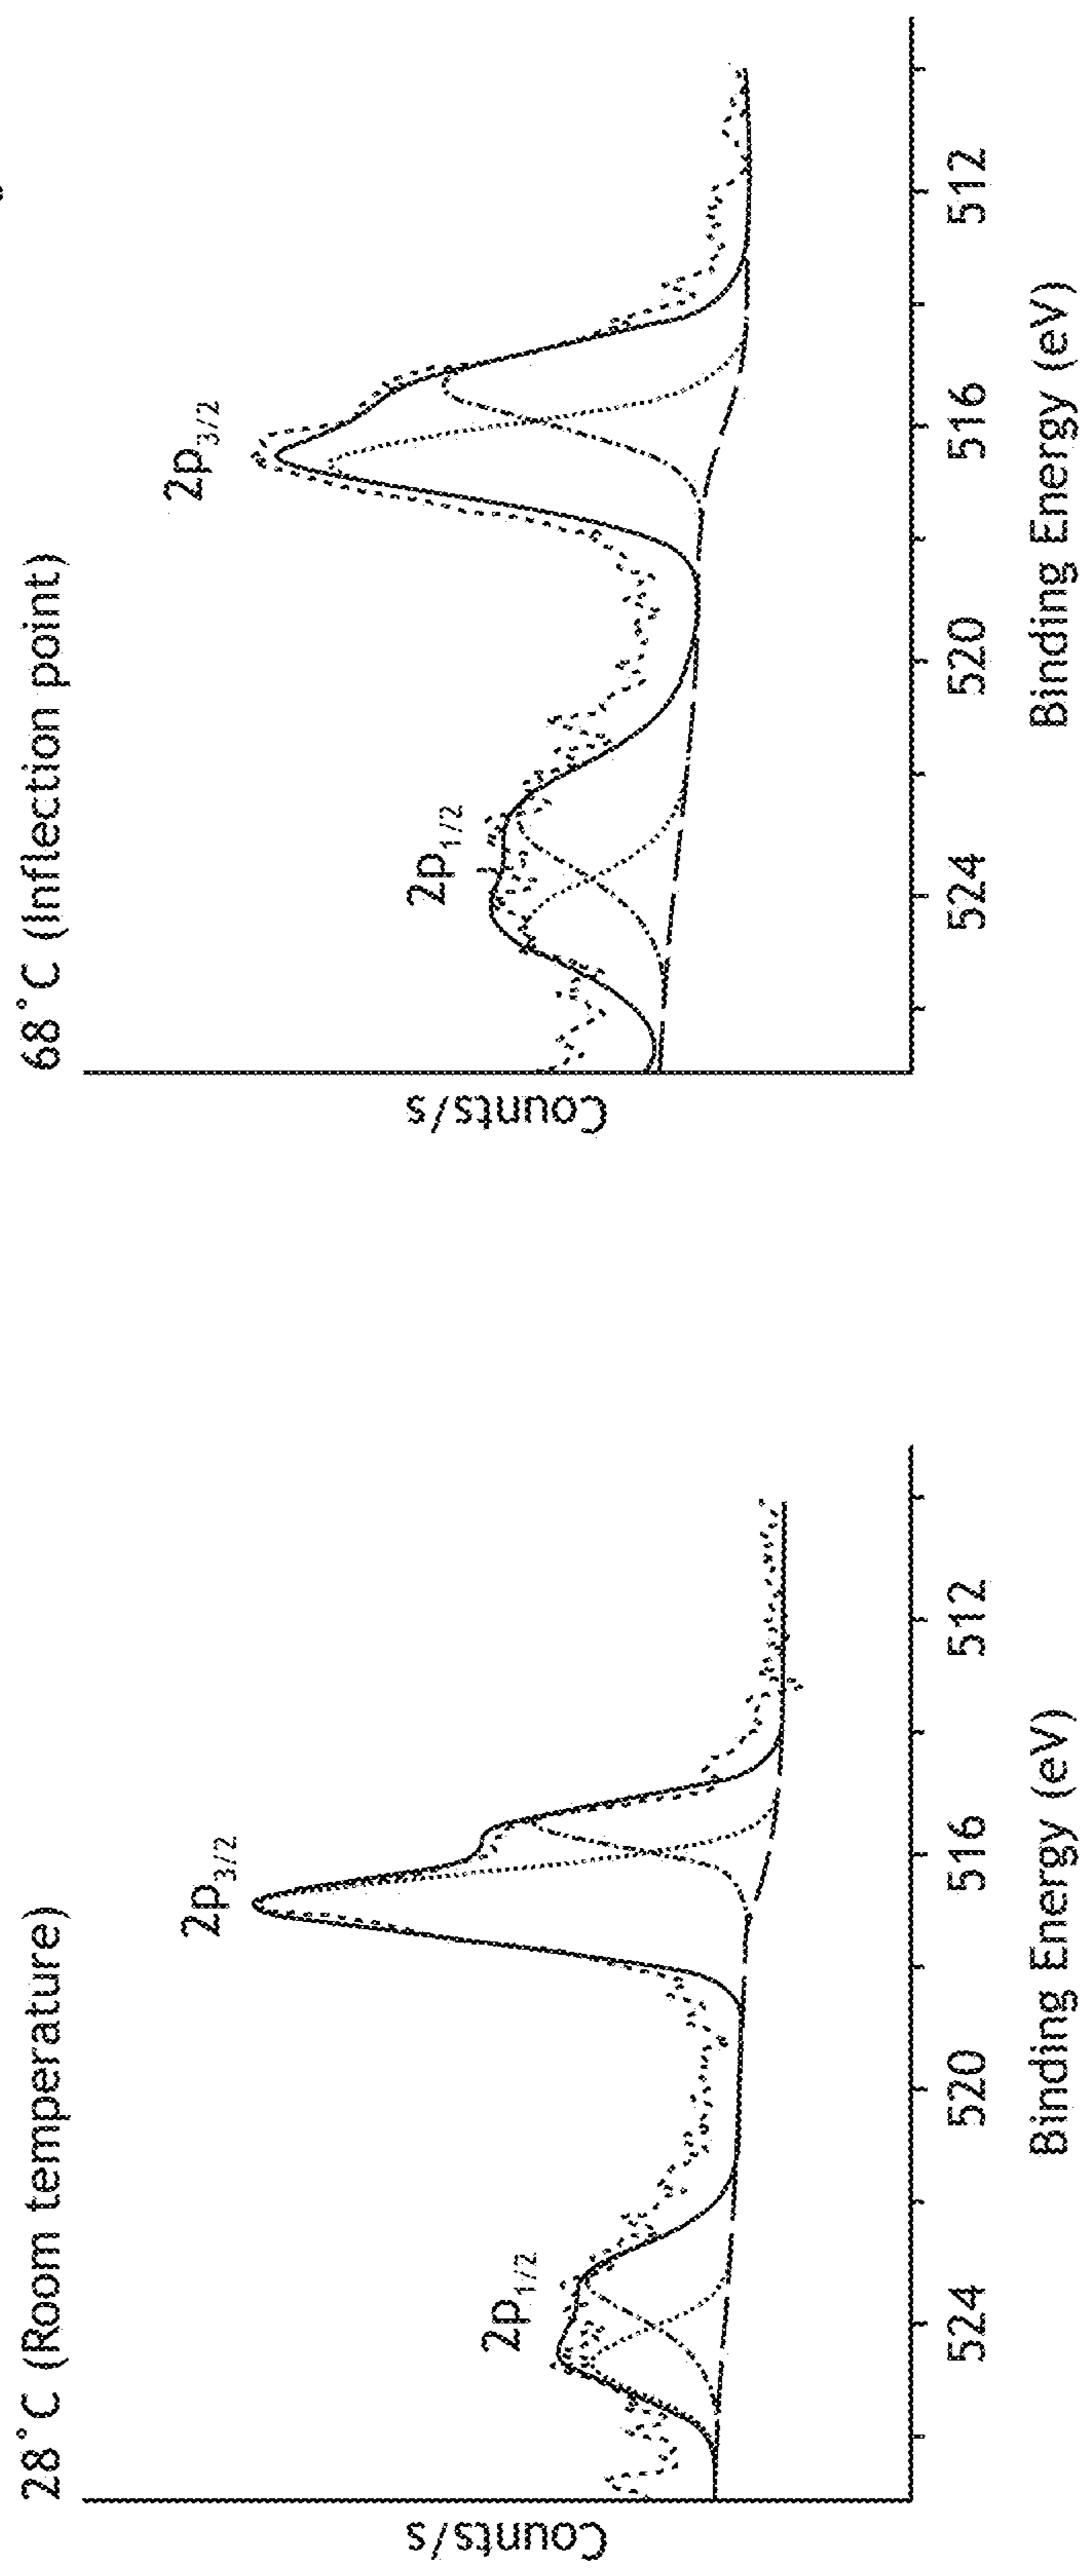 28°C (Room temperature)
Counts/s
2p1/2
2p3/2
524
520
516
512
Binding Energy (eV)
68°C (Inflection point)
Counts/s
2p1/2
2p3/2
524
520
516
512
Binding Energy (eV)